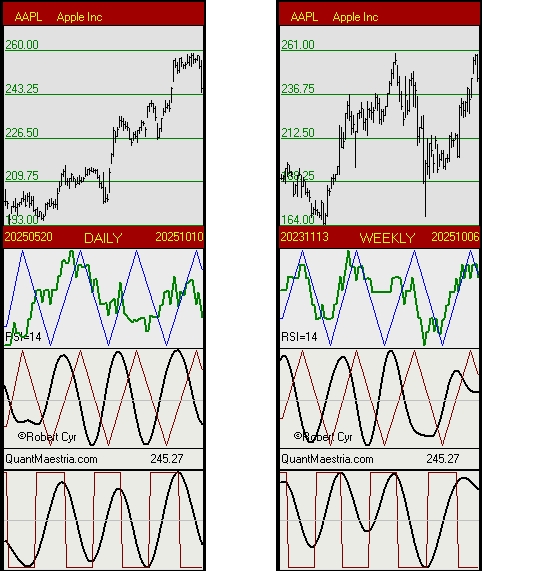 AAPL Apple Inc
260.00
243.25
226.50
209.75
193.00
20250520 DAILY 20251010
RSI=14
©Robert Cyr
QuantMaestria.com 245.27
AAPL Apple Inc
261.00
236.75
212.50
188.25
164.00
20231113 WEEKLY 20251006
RSI=14
©Robert Cyr
QuantMaestria.com 245.27